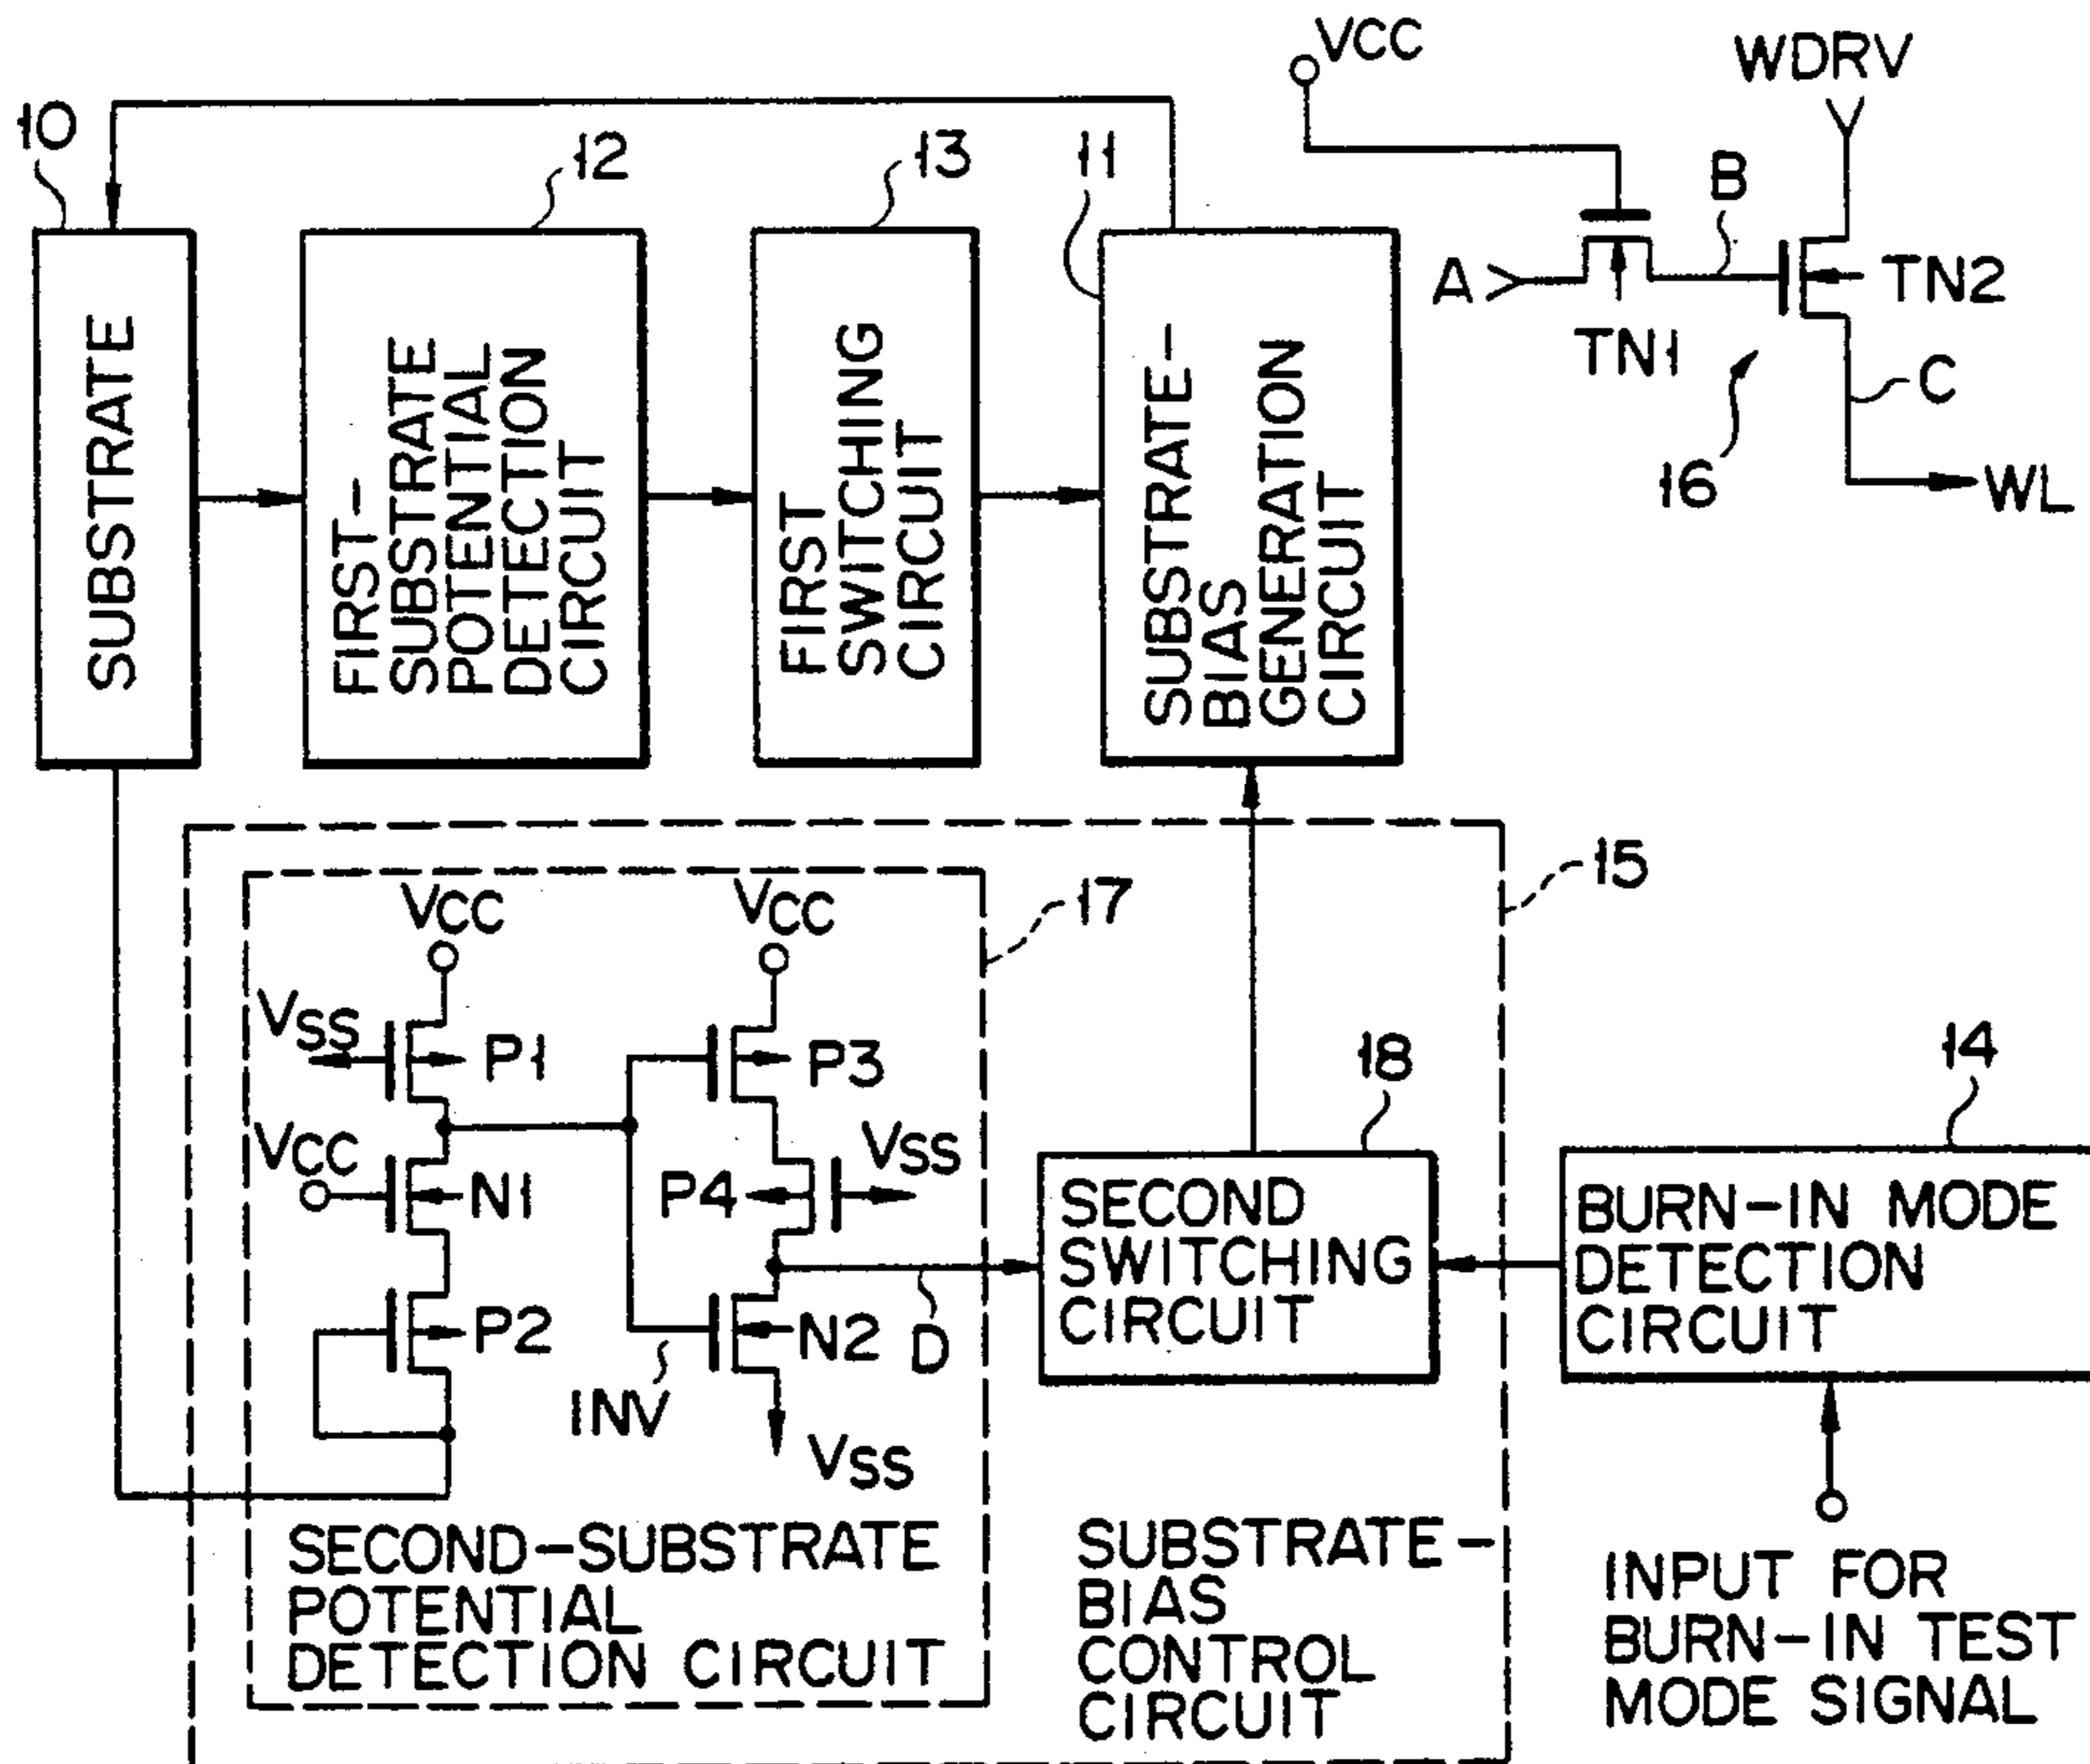 VCC
WDRV
10
12
13
11
B
A
TN2
TN1
C
16
WL
SUBSTRATE
FIRST-
SUBSTRATE
POTENTIAL
DETECTION
CIRCUIT
FIRST
SWITCHING
CIRCUIT
SUBSTRATE-
BIAS
GENERATION
CIRCUIT
15
17
VCC
VCC
VSS
P1
P3
18
14
VCC
N1
P4
VSS
P2
N2
D
INV
VSS
SECOND
SWITCHING
CIRCUIT
BURN-IN MODE
DETECTION
CIRCUIT
SECOND-SUBSTRATE
POTENTIAL
DETECTION CIRCUIT
SUBSTRATE-
BIAS
CONTROL
CIRCUIT
INPUT FOR
BURN-IN TEST
MODE SIGNAL